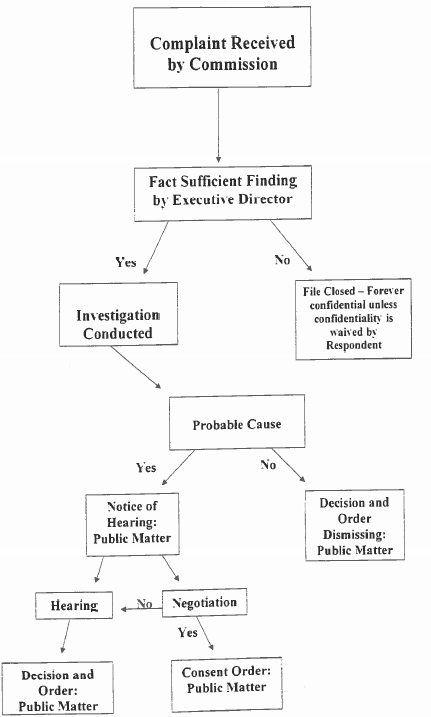 Complaint Received
by Commission
Fact Sufficient Finding
by Executive Director
Yes
No
Investigation
Conducted
File Closed – Forever
confidential unless
confidentiality is
waived by
Respondent
Probable Cause
Yes
No
Notice of
Hearing:
Public Matter
Decision and
Order
Dismissing:
Public Matter
Hearing
No
Negotiation
Yes
Decision and
Order:
Public Matter
Consent Order:
Public Matter